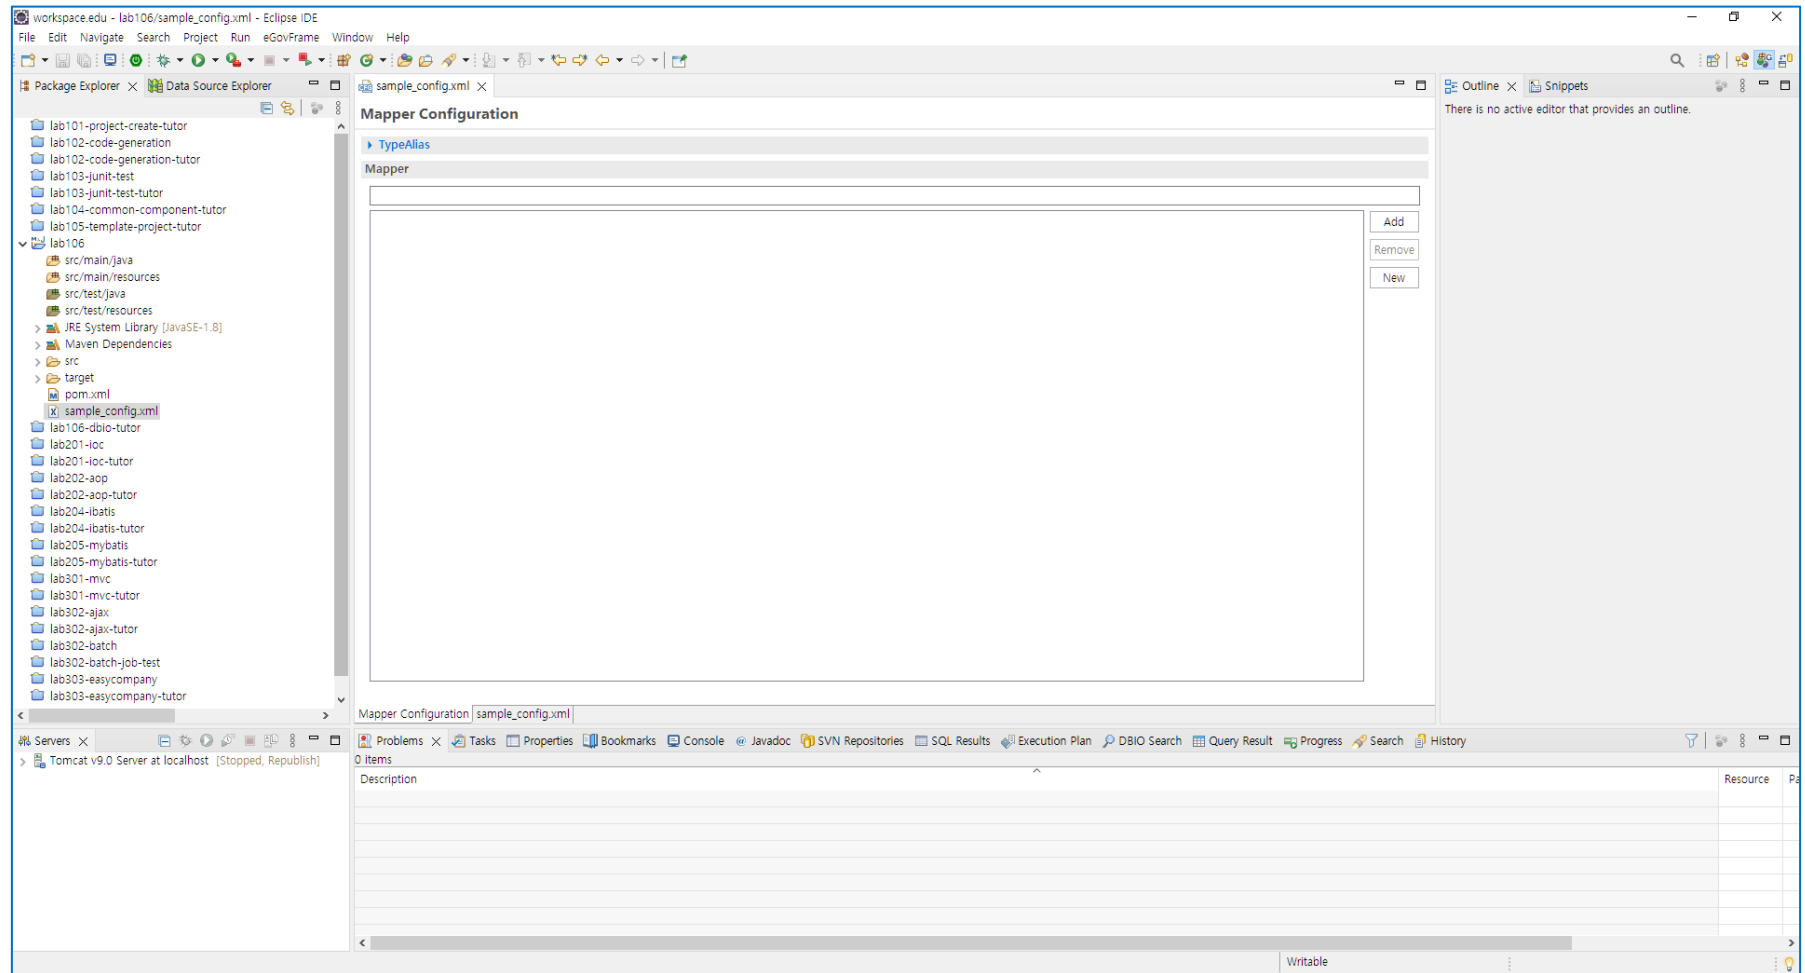 workspace.edu - lab106/sample_config.xml - Eclipse IDE
File Edit Navigate Search Project Run eGovFrame Window Help
Package Explorer Data Source Explorer
lab101-project-create-tutor
lab102-code-generation
lab102-code-generation-tutor
lab103-junit-test
lab103-junit-test-tutor
lab104-common-component-tutor
lab105-template-project-tutor
lab106
src/main/java
src/main/resources
src/test/java
src/test/resources
JRE System Library [JavaSE-1.8]
Maven Dependencies
src
target
pom.xml
sample_config.xml
lab106-dbio-tutor
lab201-ioc
lab201-ioc-tutor
lab202-aop
lab202-aop-tutor
lab204-ibatis
lab204-ibatis-tutor
lab205-mybatis
lab205-mybatis-tutor
lab301-mvc
lab301-mvc-tutor
lab302-ajax
lab302-ajax-tutor
lab302-batch
lab302-batch-job-test
lab303-easycompany
lab303-easycompany-tutor
sample_config.xml
Mapper Configuration
TypeAlias
Mapper
Add
Remove
New
Mapper Configuration sample_config.xml
Outline Snippets
There is no active editor that provides an outline.
Servers
Tomcat v9.0 Server at localhost [Stopped, Republish]
Problems Tasks Properties Bookmarks Console @ Javadoc SVN Repositories SQL Results Execution Plan DBIO Search Query Result Progress Search History
0 items
Description Resource Pa
Writable